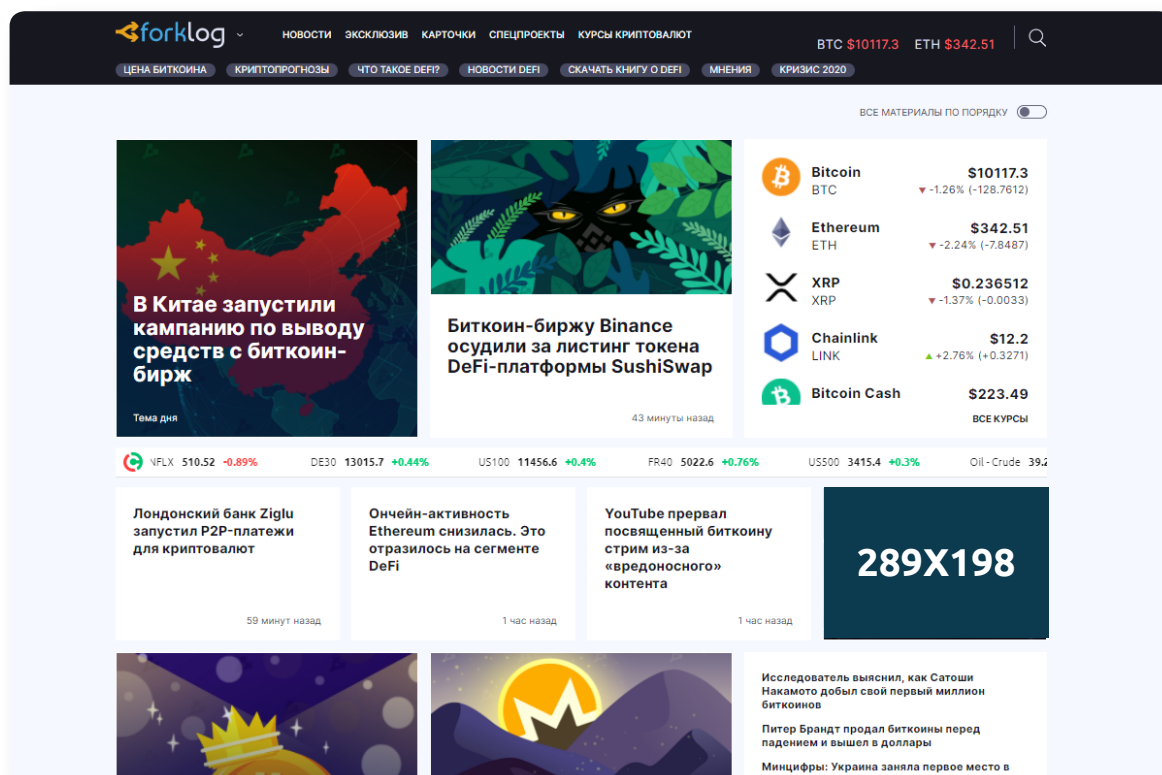 forklog
НОВОСТИ ЭКСКЛЮЗИВ КАРТОЧКИ СПЕЦПРОЕКТЫ КУРСЫ КРИПТОВАЛЮТ
BTC $10117.3 ETH $342.51
ЦЕНА БИТКОИНА КРИПТОПРОГНОЗЫ ЧТО ТАКОЕ DEFI? НОВОСТИ DEFI СКАЧАТЬ КНИГУ О DEFI МНЕНИЯ КРИЗИС 2020
ВСЕ МАТЕРИАЛЫ ПО ПОРЯДКУ
В Китае запустили
кампанию по выводу
средств с биткоин-
бирж
Тема дня
Биткоин-биржу Binance
осудили за листинг токена
DeFi-платформы SushiSwap
43 минуты назад
Bitcoin $10117.3
BTC ▼ -1.26% (-128.7612)
Ethereum $342.51
ETH ▼ -2.24% (-7.8487)
XRP $0.236512
XRP ▼ -1.37% (-0.0033)
Chainlink $12.2
LINK ▲ +2.76% (+0.3271)
Bitcoin Cash $223.49
ВСЕ КУРСЫ
NFLX 510.52 -0.89% DE30 13015.7 +0.44% US100 11456.6 +0.4% FR40 5022.6 +0.76% US500 3415.4 +0.3% Oil - Crude 39.2
Лондонский банк Ziglu
запустил P2P-платежи
для криптовалют
59 минут назад
Ончейн-активность
Ethereum снизилась. Это
отразилось на сегменте
DeFi
1 час назад
YouTube прервал
посвященный биткоину
стрим из-за
«вредоносного»
контента
1 час назад
289X198
Исследователь выяснил, как Сатоши
Накамото добыл свой первый миллион
биткоинов
Питер Брандт продал биткоины перед
падением и вышел в доллары
Минцифры: Украина заняла первое место в